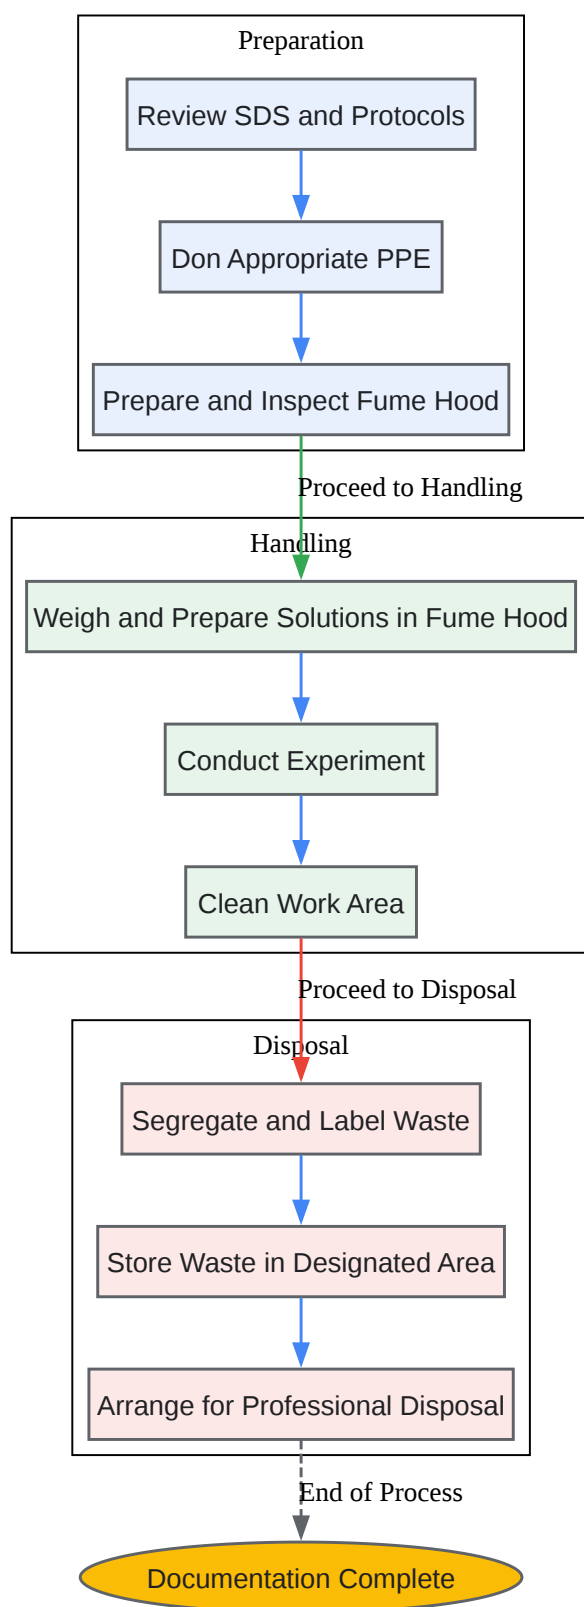 Preparation
Review SDS and Protocols
Don Appropriate PPE
Prepare and Inspect Fume Hood
Proceed to Handling
Handling
Weigh and Prepare Solutions in Fume Hood
Conduct Experiment
Clean Work Area
Proceed to Disposal
Disposal
Segregate and Label Waste
Store Waste in Designated Area
Arrange for Professional Disposal
End of Process
Documentation Complete